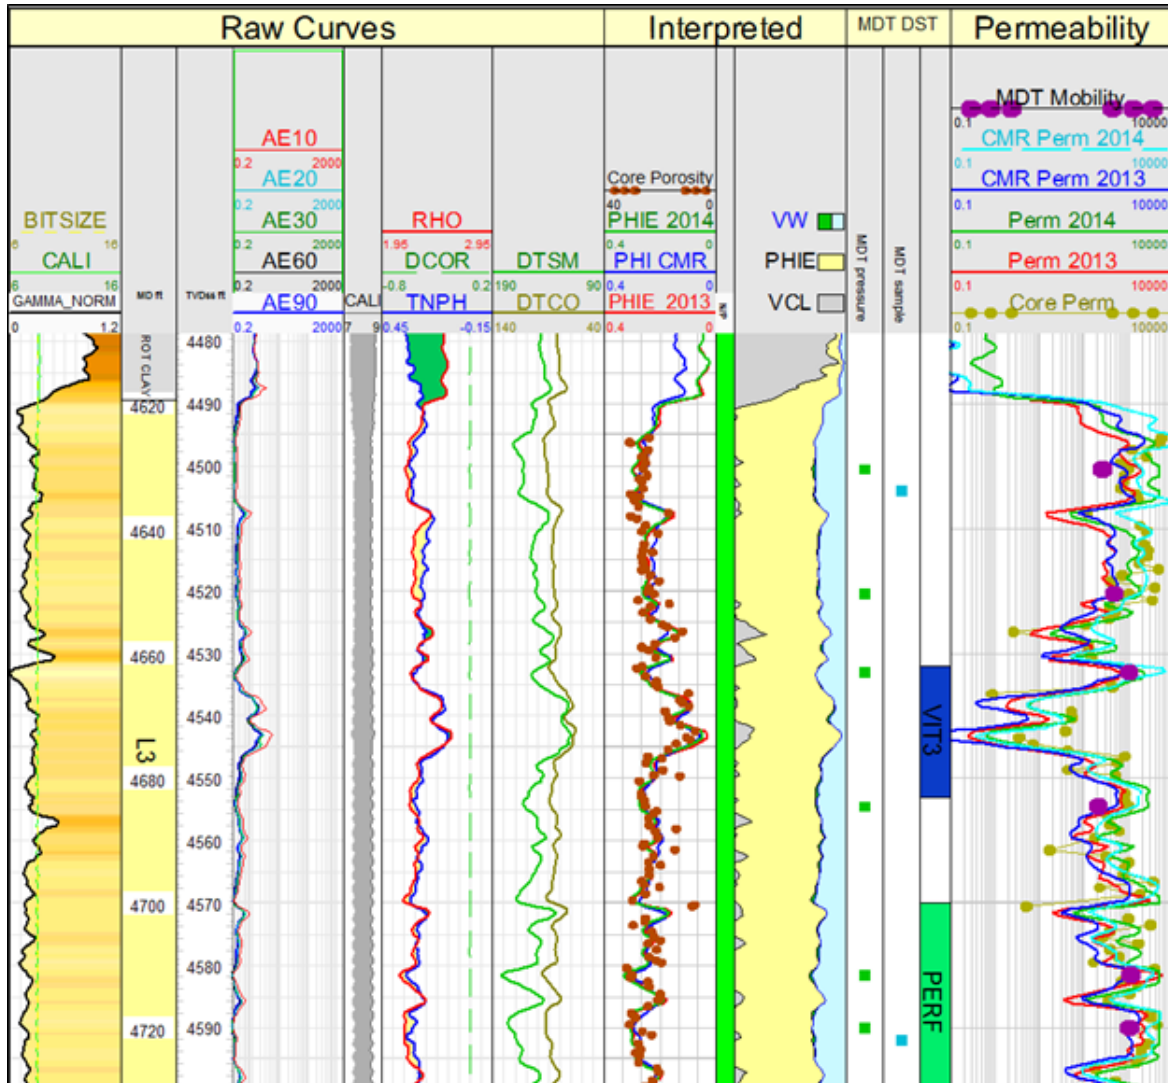 Raw Curves
Interpreted
MDT DST
Permeability
BITSIZE
6 16
CALI
6 16
GAMMA_NORM
0 1.2
MD ft
TVDss ft
AE10
0.2 2000
AE20
0.2 2000
AE30
0.2 2000
AE60
0.2 2000
AE90
0.2 2000
CALI
7 9
RHO
1.95 2.95
DCOR
-0.8 0.2
TNPH
0.45 -0.15
DTSM
190 90
DTCO
140 40
Core Porosity
40 0
PHIE 2014
0.4 0
PHI CMR
0.4 0
PHIE_2013
0.4 0
VW
PHIE
VCL
MDT pressure
MDT sample
MDT Mobility
0.1 10000
CMR Perm 2014
0.1 10000
CMR Perm 2013
0.1 10000
Perm 2014
0.1 10000
Perm 2013
0.1 10000
Core Perm
0.1 10000
ROT CLAY
L3
4620
4640
4660
4680
4700
4720
4480
4490
4500
4510
4520
4530
4540
4550
4560
4570
4580
4590
VIT3
PERF